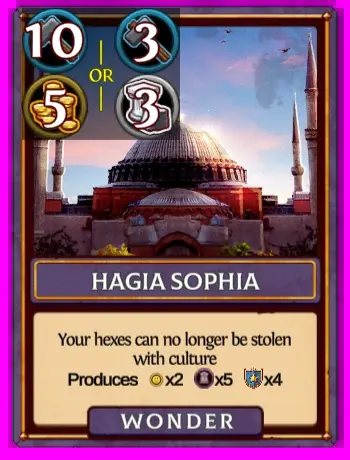 10 OR 3
5 3
HAGIA SOPHIA
Your hexes can no longer be stolen
with culture
Produces x2 x5 x4
WONDER